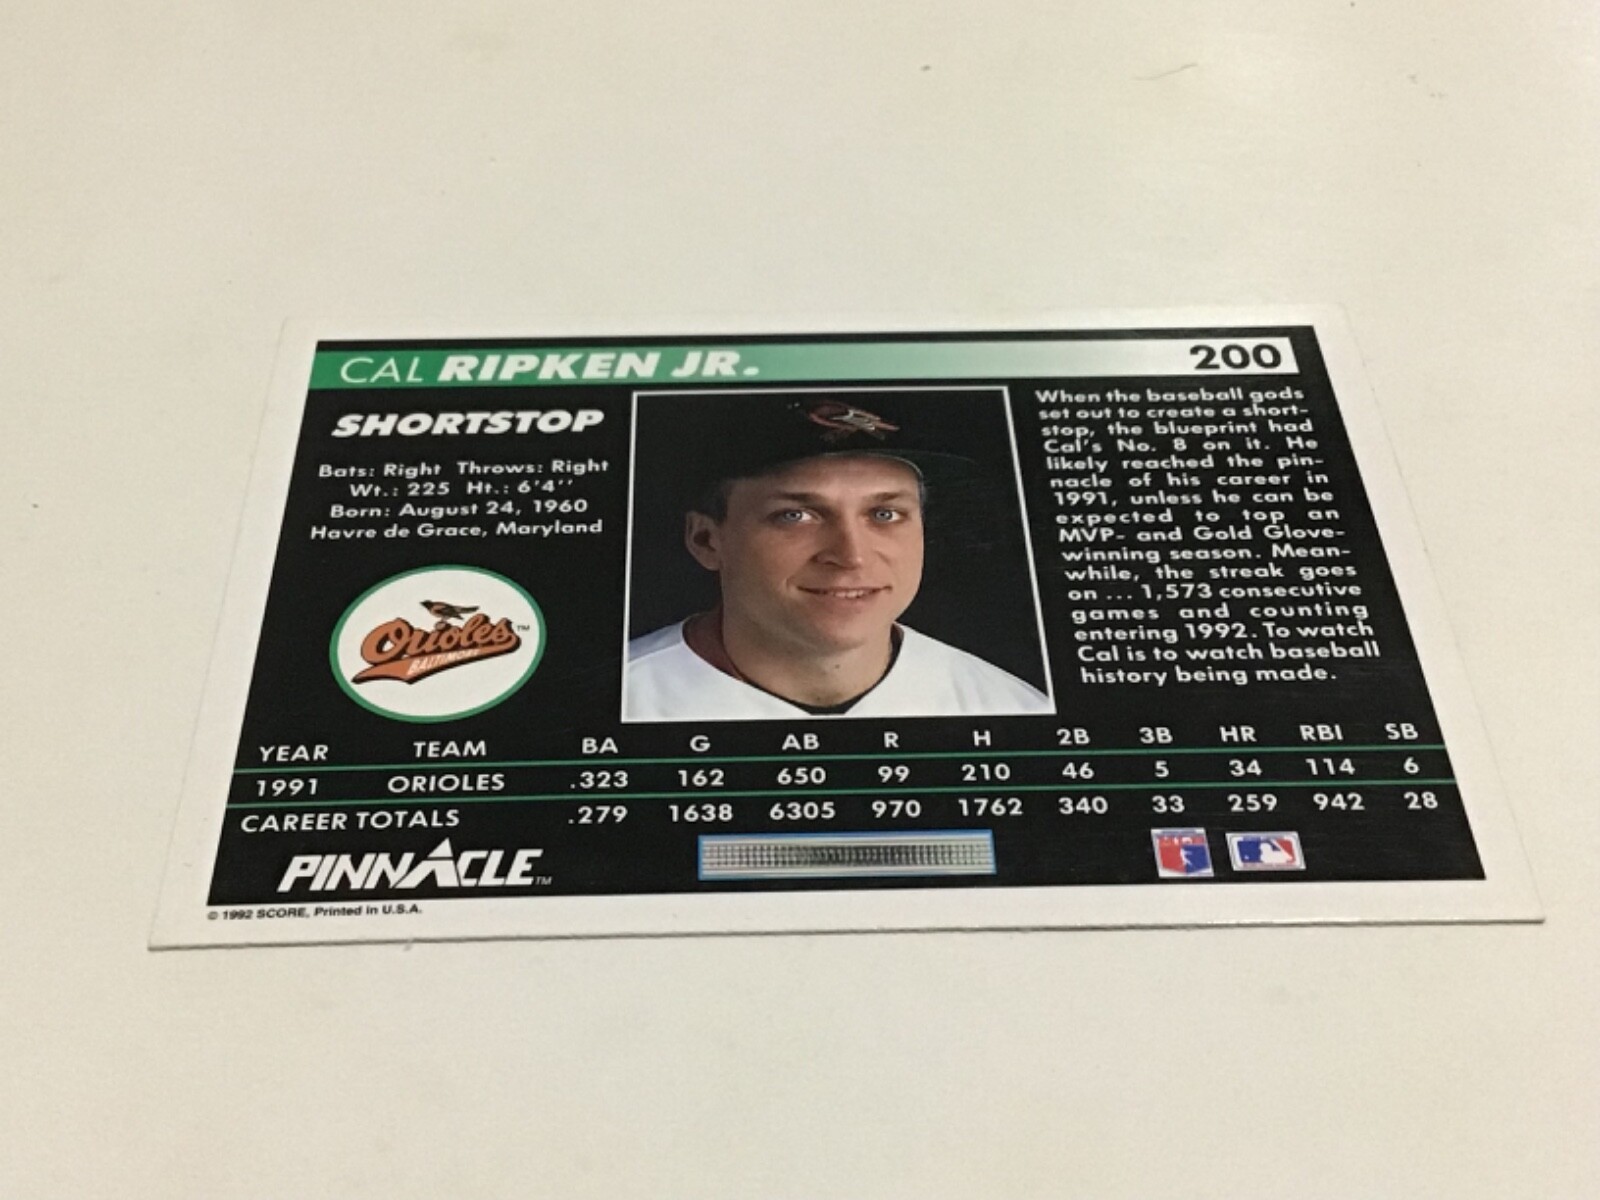 CAL RIPKEN JR.
200
SHORTSTOP
Bats: Right Throws: Right
Wt.: 225 Ht.: 6'4''
Born: August 24, 1960
Havre de Grace, Maryland
Orioles™
BALTIMORE
When the baseball gods
set out to create a short-
stop, the blueprint had
Cal's No. 8 on it. He
likely reached the pin-
nacle of his career in
1991, unless he can be
expected to top an
MVP- and Gold Glove-
winning season. Mean-
while, the streak goes
on ... 1,573 consecutive
games and counting
entering 1992. To watch
Cal is to watch baseball
history being made.
YEAR TEAM BA G AB R H 2B 3B HR RBI SB
1991 ORIOLES .323 162 650 99 210 46 5 34 114 6
CAREER TOTALS .279 1638 6305 970 1762 340 33 259 942 28
PINNACLE™
© 1992 SCORE, Printed in U.S.A.